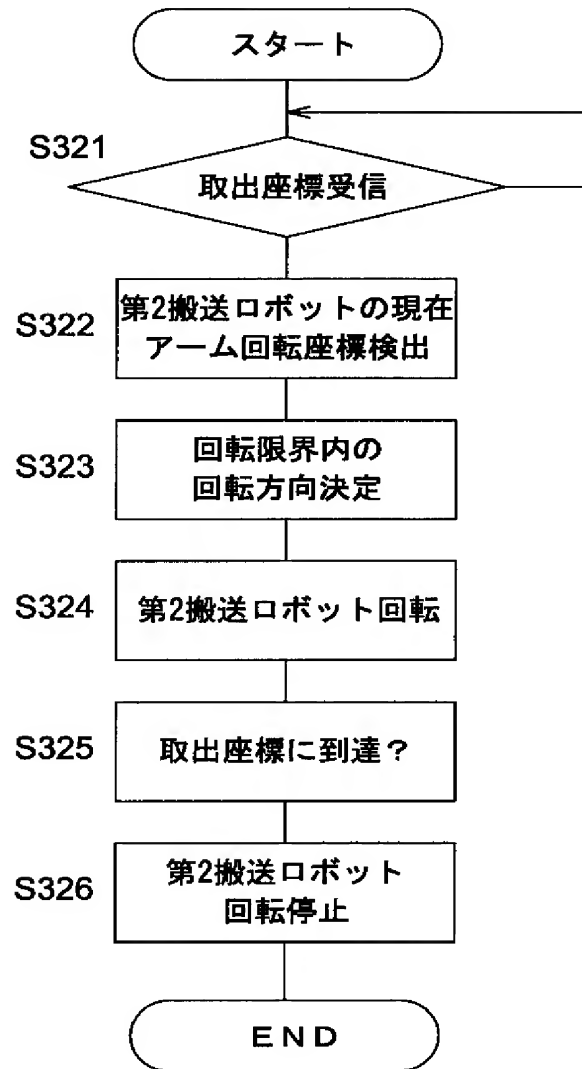 スタート
S321
取出座標受信
S322
第2搬送ロボットの現在
アーム回転座標検出
S323
回転限界内の
回転方向決定
S324
第2搬送ロボット回転
S325
取出座標に到達？
S326
第2搬送ロボット
回転停止
END